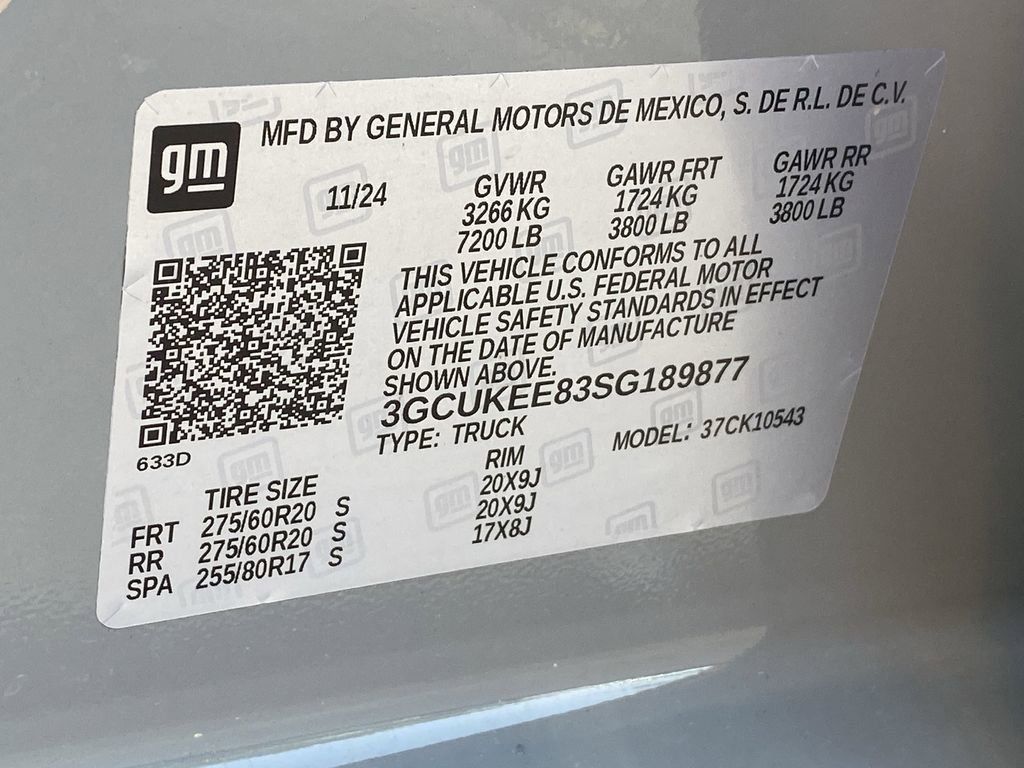 gm
MFD BY GENERAL MOTORS DE MEXICO, S. DE R.L. DE C.V.
11/24
GVWR
3266 KG
7200 LB
GAWR FRT
1724 KG
3800 LB
GAWR RR
1724 KG
3800 LB
THIS VEHICLE CONFORMS TO ALL
APPLICABLE U.S. FEDERAL MOTOR
VEHICLE SAFETY STANDARDS IN EFFECT
ON THE DATE OF MANUFACTURE
SHOWN ABOVE.
3GCUKEE83SG189877
TYPE: TRUCK
MODEL: 37CK10543
633D
TIRE SIZE RIM
FRT 275/60R20 S 20X9J
RR 275/60R20 S 20X9J
SPA 255/80R17 S 17X8J